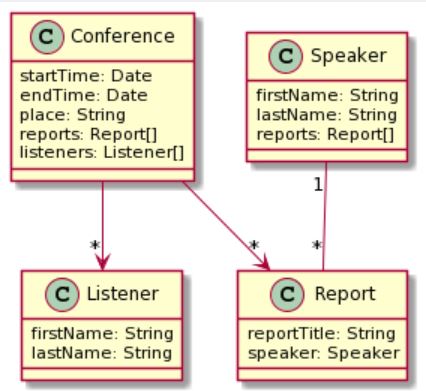 C Conference
startTime: Date
endTime: Date
place: String
reports: Report[]
listeners: Listener[]
C Speaker
firstName: String
lastName: String
reports: Report[]
1
*
*
*
C Listener
firstName: String
lastName: String
C Report
reportTitle: String
speaker: Speaker